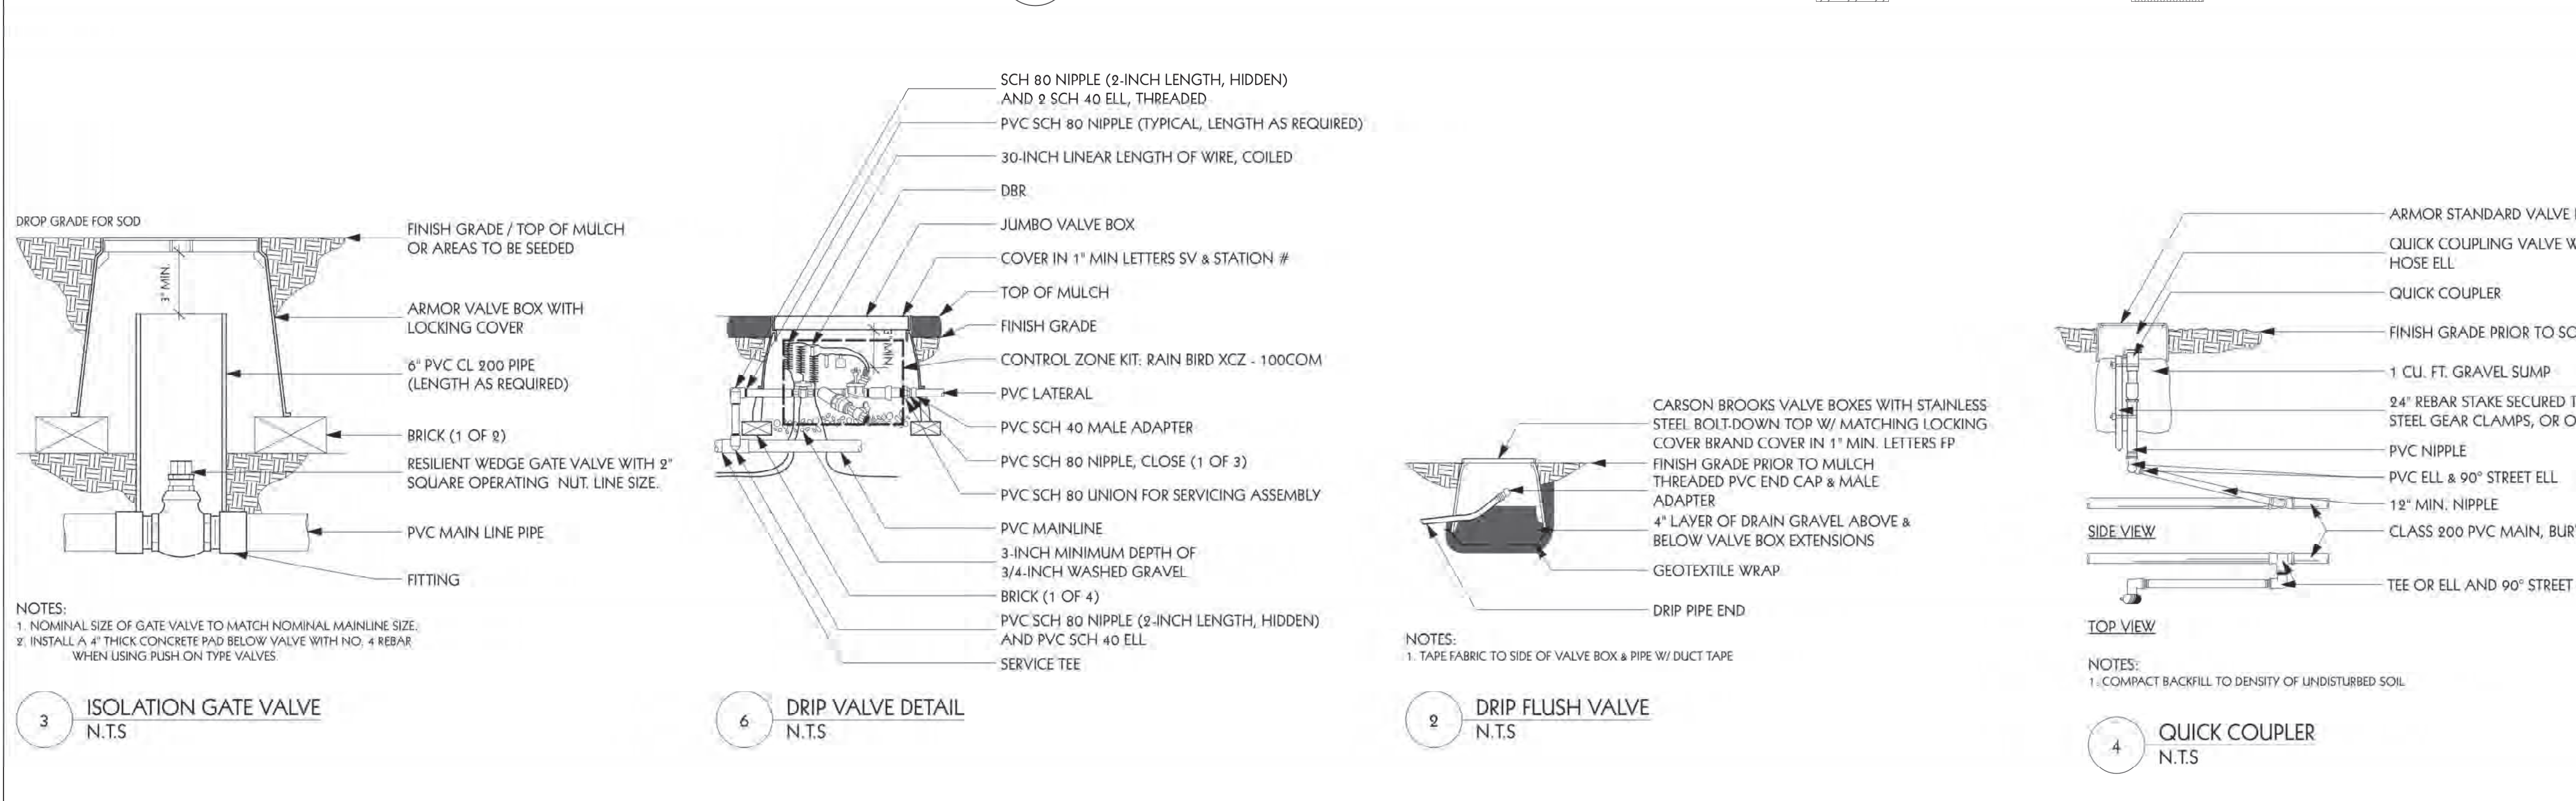 DROP GRADE FOR SOD
FINISH GRADE / TOP OF MULCH
OR AREAS TO BE SEEDED
3" MIN.
ARMOR VALVE BOX WITH
LOCKING COVER
6" PVC CL 200 PIPE
(LENGTH AS REQUIRED)
BRICK (1 OF 2)
RESILIENT WEDGE GATE VALVE WITH 2"
SQUARE OPERATING NUT. LINE SIZE.
PVC MAIN LINE PIPE
FITTING
NOTES:
1. NOMINAL SIZE OF GATE VALVE TO MATCH NOMINAL MAINLINE SIZE.
2. INSTALL A 4" THICK CONCRETE PAD BELOW VALVE WITH NO. 4 REBAR
WHEN USING PUSH ON TYPE VALVES.
3
ISOLATION GATE VALVE
N.T.S
SCH 80 NIPPLE (2-INCH LENGTH, HIDDEN)
AND 2 SCH 40 ELL, THREADED
PVC SCH 80 NIPPLE (TYPICAL, LENGTH AS REQUIRED)
30-INCH LINEAR LENGTH OF WIRE, COILED
DBR
JUMBO VALVE BOX
COVER IN 1" MIN LETTERS SV & STATION #
TOP OF MULCH
FINISH GRADE
MIN
CONTROL ZONE KIT: RAIN BIRD XCZ - 100COM
PVC LATERAL
PVC SCH 40 MALE ADAPTER
PVC SCH 80 NIPPLE, CLOSE (1 OF 3)
PVC SCH 80 UNION FOR SERVICING ASSEMBLY
PVC MAINLINE
3-INCH MINIMUM DEPTH OF
3/4-INCH WASHED GRAVEL
BRICK (1 OF 4)
PVC SCH 80 NIPPLE (2-INCH LENGTH, HIDDEN)
AND PVC SCH 40 ELL
SERVICE TEE
6
DRIP VALVE DETAIL
N.T.S
CARSON BROOKS VALVE BOXES WITH STAINLESS
STEEL BOLT-DOWN TOP W/ MATCHING LOCKING
COVER BRAND COVER IN 1" MIN. LETTERS FP
FINISH GRADE PRIOR TO MULCH
THREADED PVC END CAP & MALE
ADAPTER
4" LAYER OF DRAIN GRAVEL ABOVE &
BELOW VALVE BOX EXTENSIONS
GEOTEXTILE WRAP
DRIP PIPE END
NOTES:
1. TAPE FABRIC TO SIDE OF VALVE BOX & PIPE W/ DUCT TAPE
2
DRIP FLUSH VALVE
N.T.S
ARMOR STANDARD VALVE
QUICK COUPLING VALVE W
HOSE ELL
QUICK COUPLER
FINISH GRADE PRIOR TO SO
1 CU. FT. GRAVEL SUMP
24" REBAR STAKE SECURED T
STEEL GEAR CLAMPS, OR O
PVC NIPPLE
PVC ELL & 90° STREET ELL
12" MIN. NIPPLE
SIDE VIEW
CLASS 200 PVC MAIN, BUR
TEE OR ELL AND 90° STREET
TOP VIEW
NOTES:
1. COMPACT BACKFILL TO DENSITY OF UNDISTURBED SOIL
4
QUICK COUPLER
N.T.S